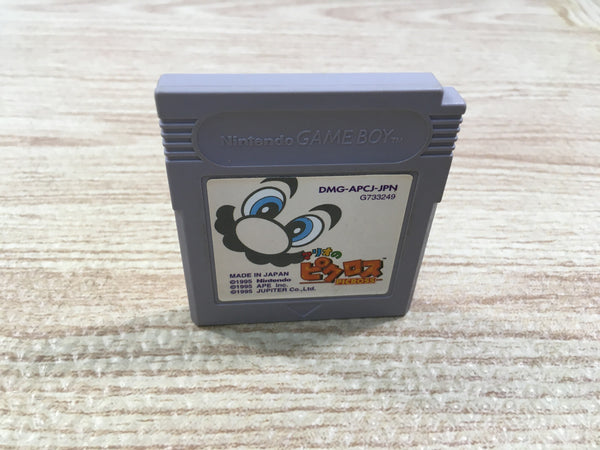 Nintendo GAME BOY TM
DMG-APCJ-JPN
G733249
マリオの
ピクロス
PICROSS
MADE IN JAPAN
©1995 Nintendo
©1995 APE Inc.
©1995 JUPITER Co., Ltd.